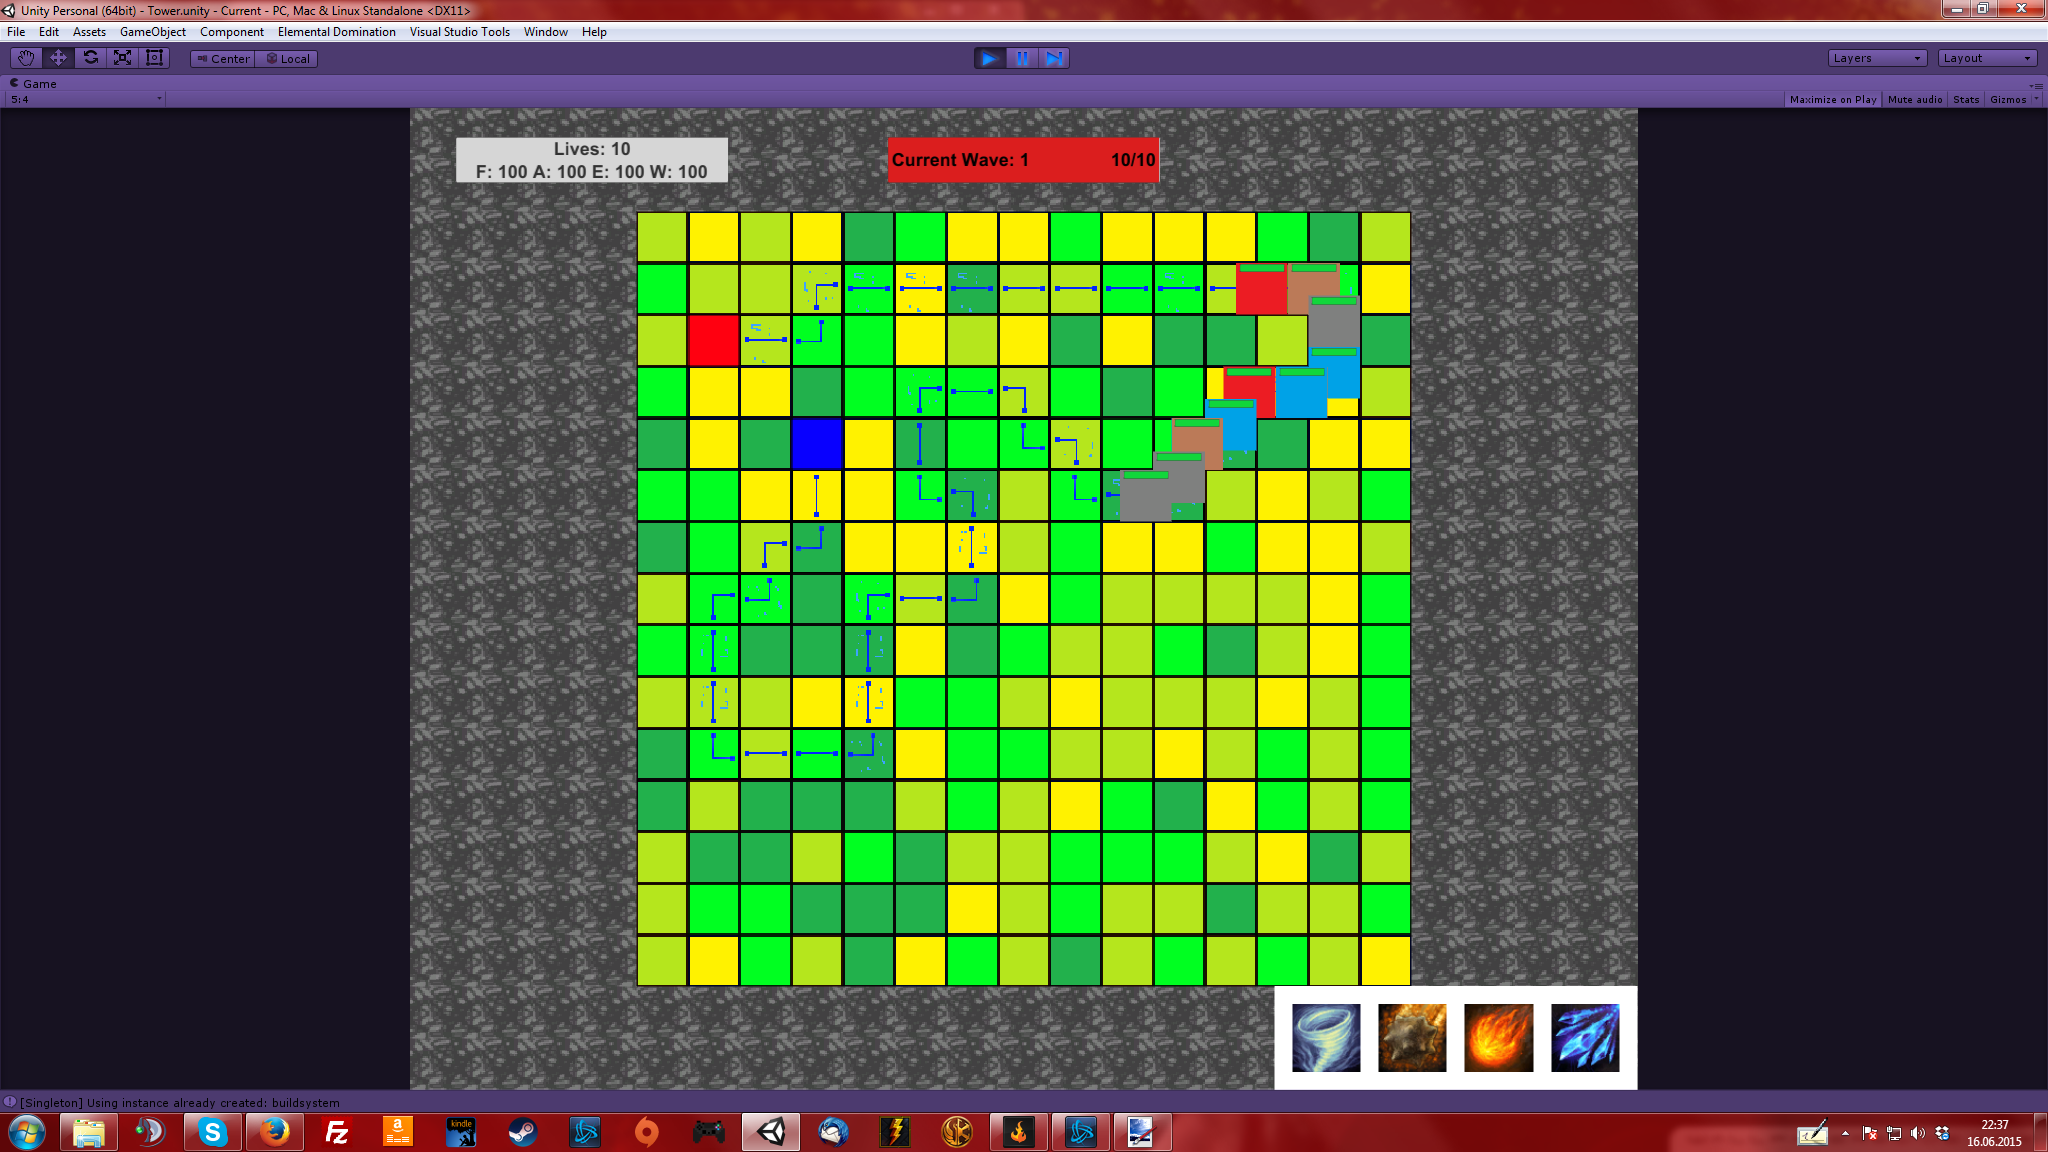 Unity Personal (64bit) - Tower.unity - Current - PC, Mac & Linux Standalone <DX11>
File Edit Assets GameObject Component Elemental Domination Visual Studio Tools Window Help
Center Local Layers Layout
Game
5:4 Maximize on Play Mute audio Stats Gizmos
Lives: 10
F: 100 A: 100 E: 100 W: 100
Current Wave: 1 10/10
[Singleton] Using instance already created: buildsystem
FZ
a
kindle
S
22:37
16.06.2015